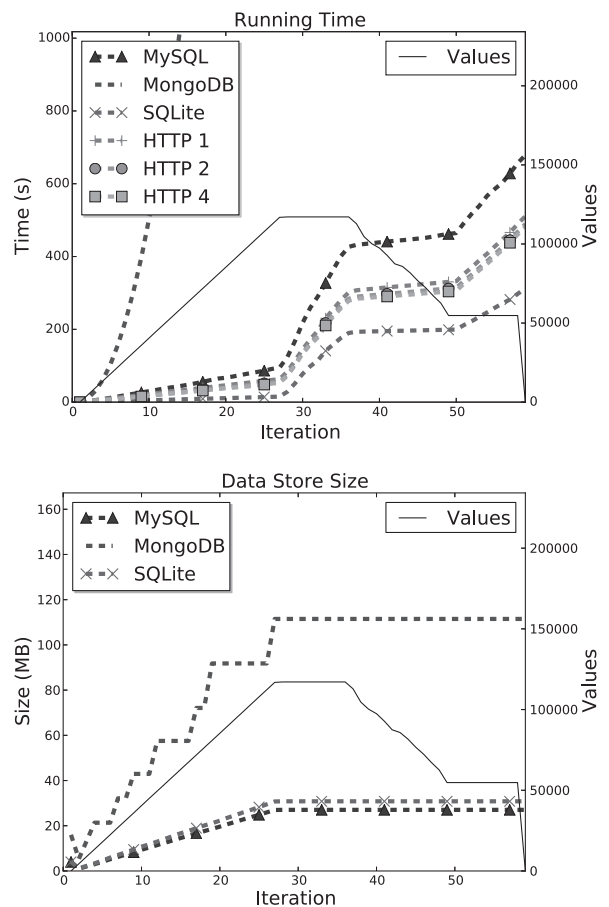 Running Time
1000
800
600
400
200
0
Time (s)
MySQL
MongoDB
SQLite
HTTP 1
HTTP 2
HTTP 4
Values
200000
150000
100000
50000
0
Values
0 10 20 30 40 50
Iteration
Data Store Size
160
140
120
100
80
60
40
20
0
Size (MB)
MySQL
MongoDB
SQLite
Values
200000
150000
100000
50000
0
Values
0 10 20 30 40 50
Iteration